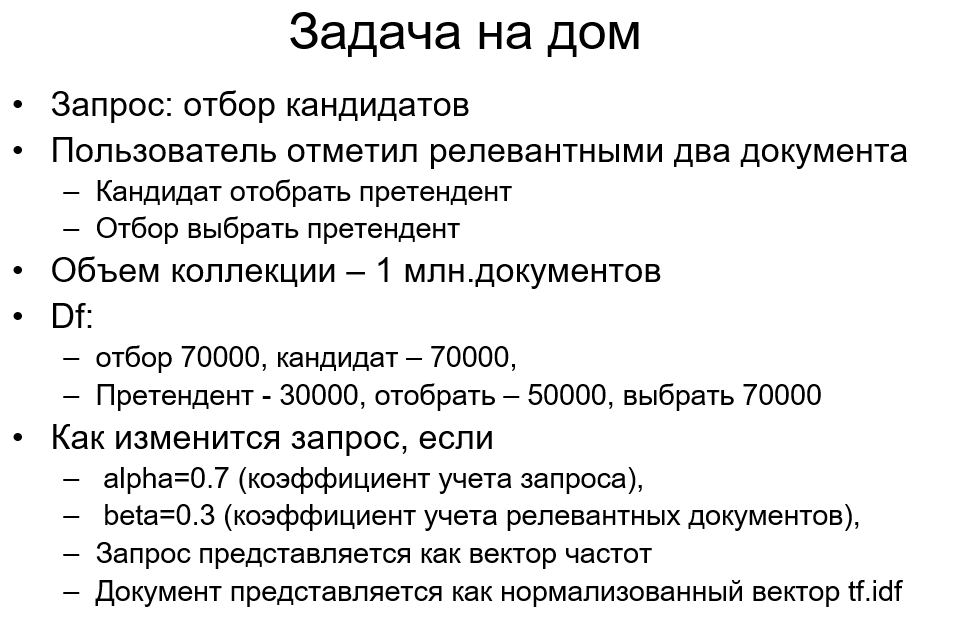 Задача на дом
• Запрос: отбор кандидатов
• Пользователь отметил релевантными два документа
– Кандидат отобрать претендент
– Отбор выбрать претендент
• Объем коллекции – 1 млн.документов
• Df:
– отбор 70000, кандидат – 70000,
– Претендент - 30000, отобрать – 50000, выбрать 70000
• Как изменится запрос, если
– alpha=0.7 (коэффициент учета запроса),
– beta=0.3 (коэффициент учета релевантных документов),
– Запрос представляется как вектор частот
– Документ представляется как нормализованный вектор tf.idf